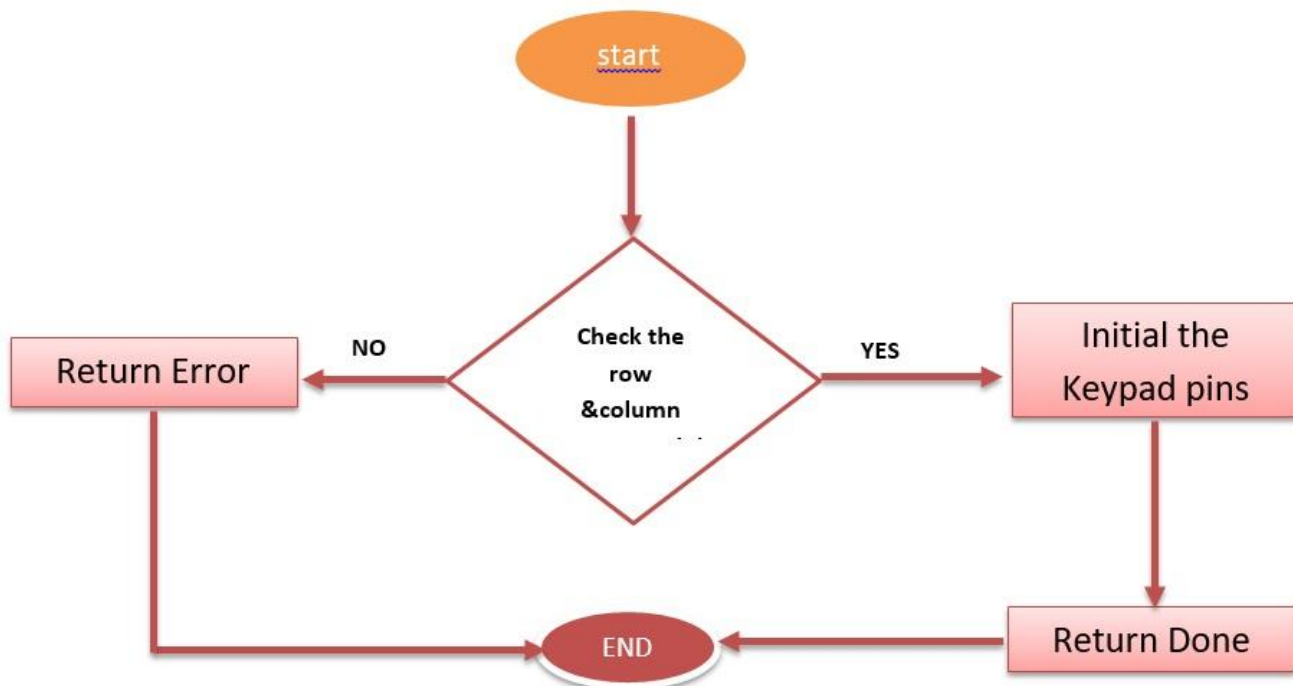 start
Check the
row
&column
NO
YES
Return Error
Initial the
Keypad pins
Return Done
END